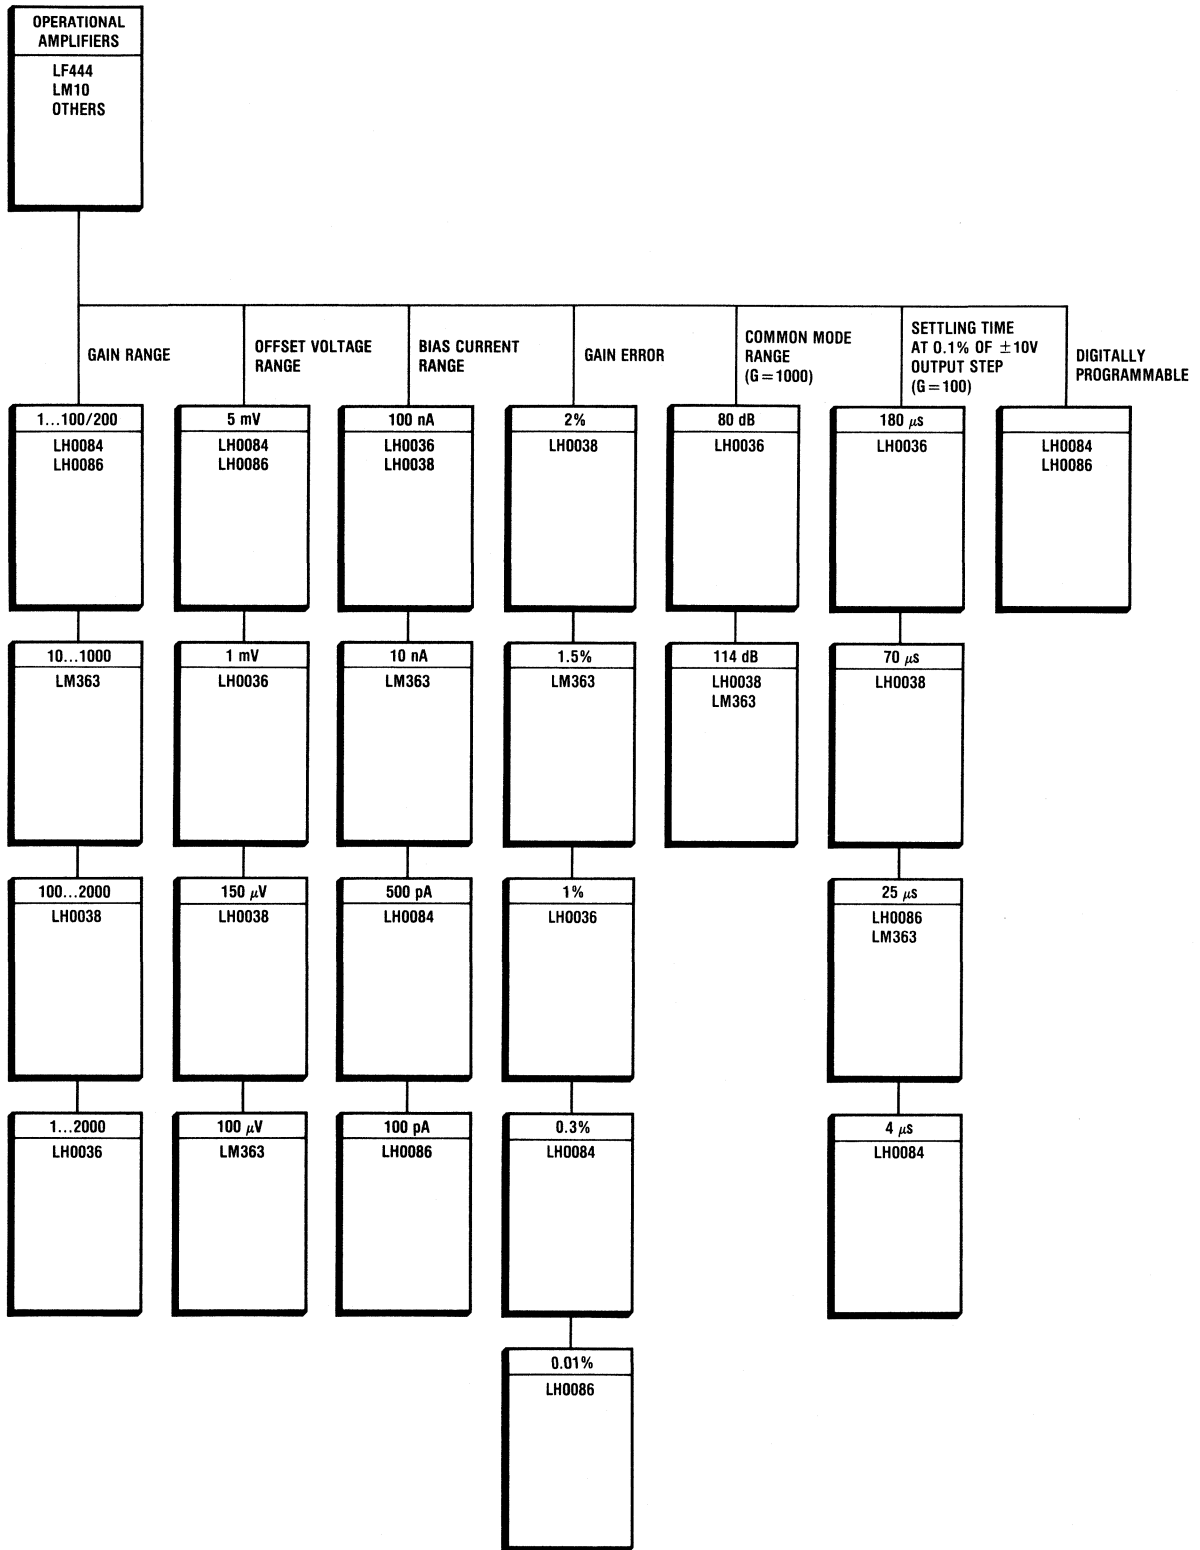 OPERATIONAL
AMPLIFIERS
LF444
LM10
OTHERS
GAIN RANGE
1...100/200
LH0084
LH0086
10...1000
LM363
100...2000
LH0038
1...2000
LH0036
OFFSET VOLTAGE
RANGE
5 mV
LH0084
LH0086
1 mV
LH0036
150 μV
LH0038
100 μV
LM363
BIAS CURRENT
RANGE
100 nA
LH0036
LH0038
10 nA
LM363
500 pA
LH0084
100 pA
LH0086
GAIN ERROR
2%
LH0038
1.5%
LM363
1%
LH0036
0.3%
LH0084
0.01%
LH0086
COMMON MODE
RANGE
(G=1000)
80 dB
LH0036
114 dB
LH0038
LM363
SETTLING TIME
AT 0.1% OF ±10V
OUTPUT STEP
(G=100)
180 μs
LH0036
70 μs
LH0038
25 μs
LH0086
LM363
4 μs
LH0084
DIGITALLY
PROGRAMMABLE
LH0084
LH0086